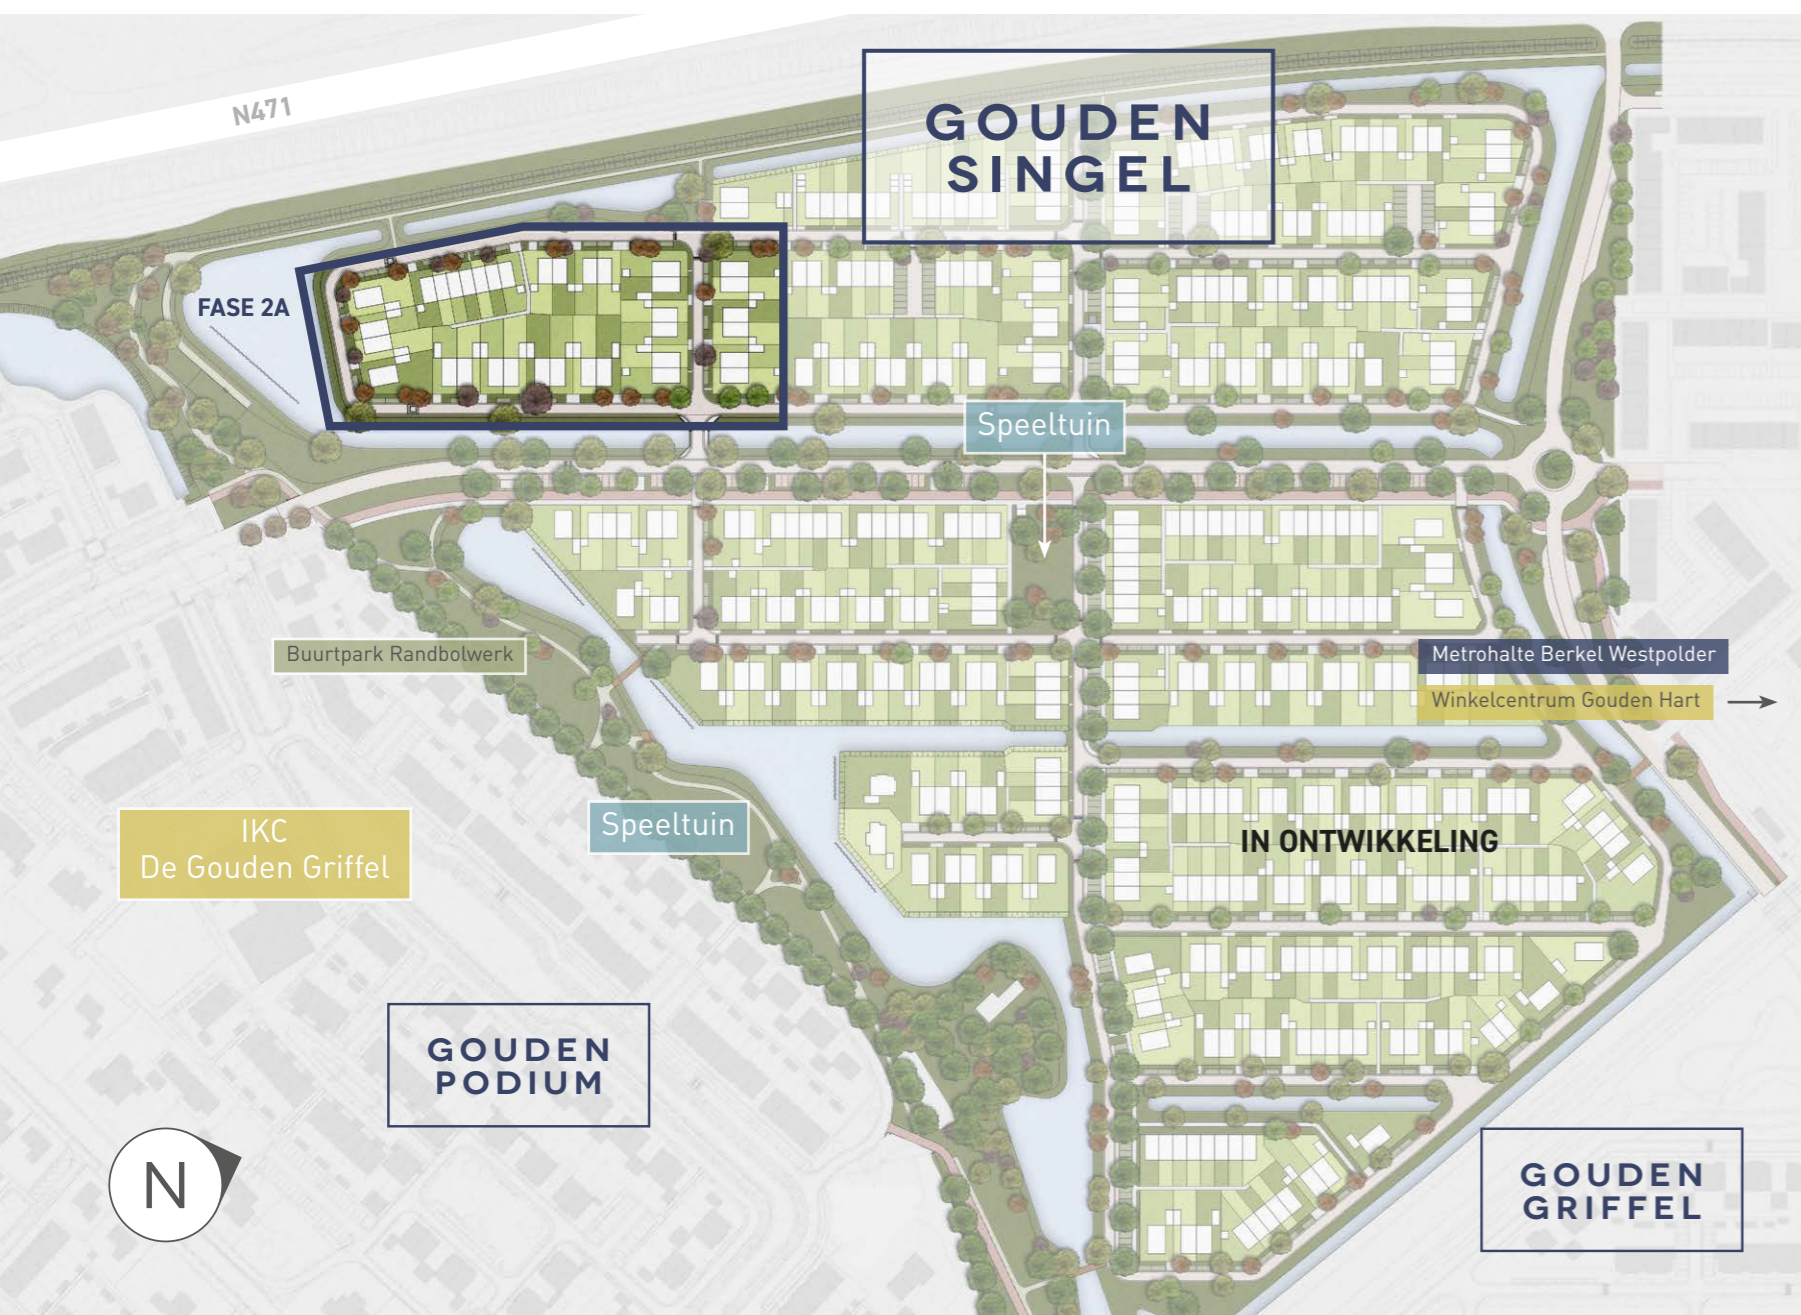 N471
GOUDEN
SINGEL
FASE 2A
Speeltuin
Buurtpark Randbolwerk
Metrohalte Berkel Westpolder
Winkelcentrum Gouden Hart
Speeltuin
IKC
De Gouden Griffel
IN ONTWIKKELING
GOUDEN
PODIUM
N
GOUDEN
GRIFFEL